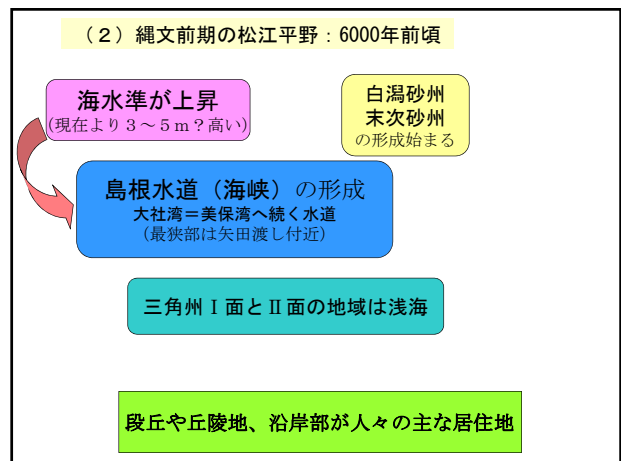 (2)縄文前期の松江平野:6000年前頃
海水準が上昇
(現在より3~5m?高い)
白潟砂州
末次砂州
の形成始まる
島根水道(海峡)の形成
大社湾=美保湾へ続く水道
(最狭部は矢田渡し付近)
三角州Ⅰ面とⅡ面の地域は浅海
段丘や丘陵地、沿岸部が人々の主な居住地